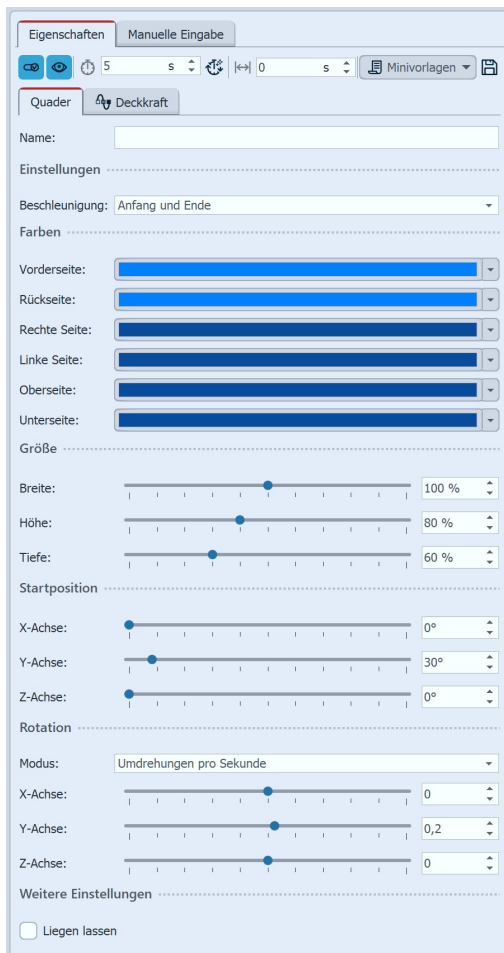 Eigenschaften Manuelle Eingabe
5 s 0 s Minivorlagen
Quader Deckkraft
Name:
Einstellungen
Beschleunigung: Anfang und Ende
Farben
Vorderseite:
Rückseite:
Rechte Seite:
Linke Seite:
Oberseite:
Unterseite:
Größe
Breite: 100 %
Höhe: 80 %
Tiefe: 60 %
Startposition
X-Achse: 0°
Y-Achse: 30°
Z-Achse: 0°
Rotation
Modus: Umdrehungen pro Sekunde
X-Achse: 0
Y-Achse: 0,2
Z-Achse: 0
Weitere Einstellungen
Liegen lassen